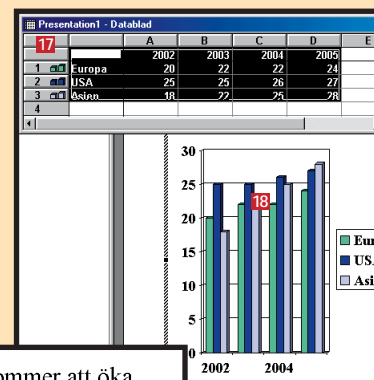 Presentation1 - Datablad
17
A B C D E
2002 2003 2004 2005
1 Europa 20 22 22 24
2 USA 25 25 26 27
3 Asien 18 22 25 28
4
30
25
20
15
10
5
0
18
Eur
US
Asi
2002 2004
ommer att öka